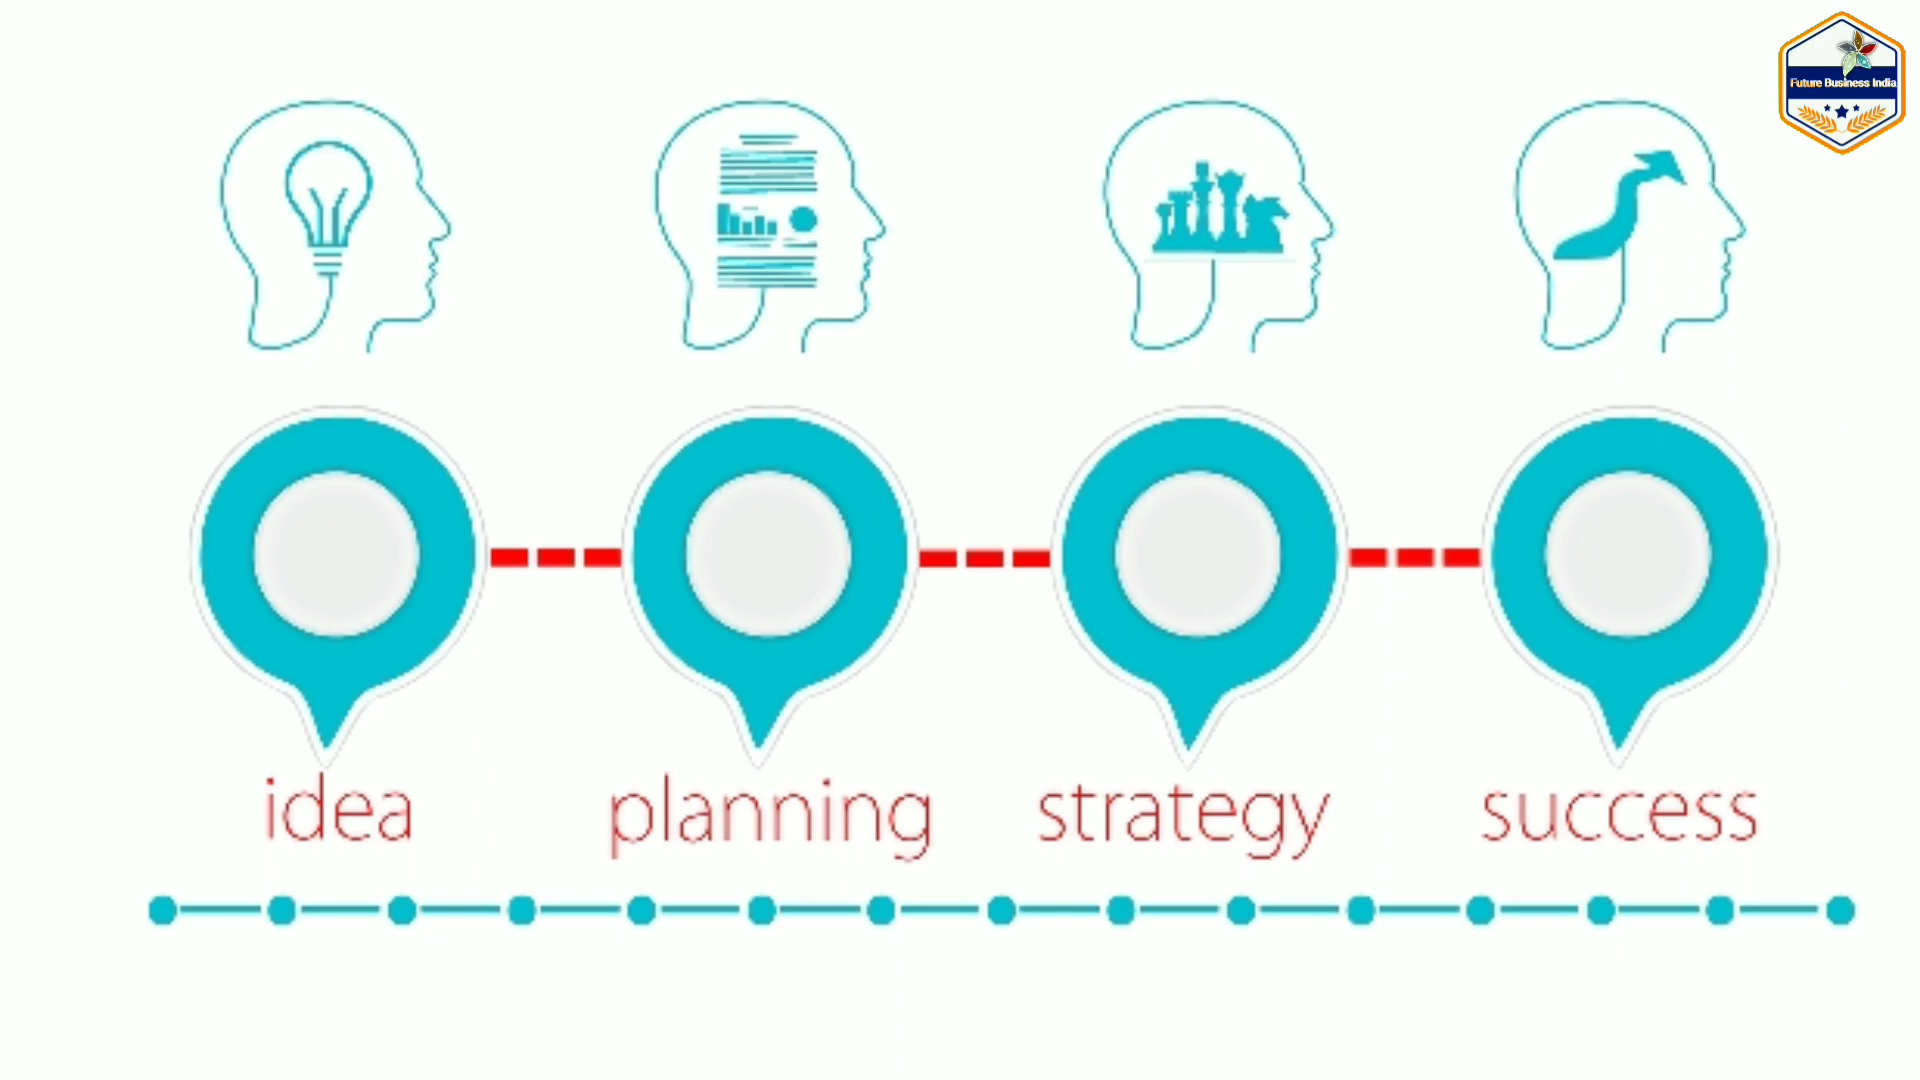 Future Business India
idea
planning
strategy
success